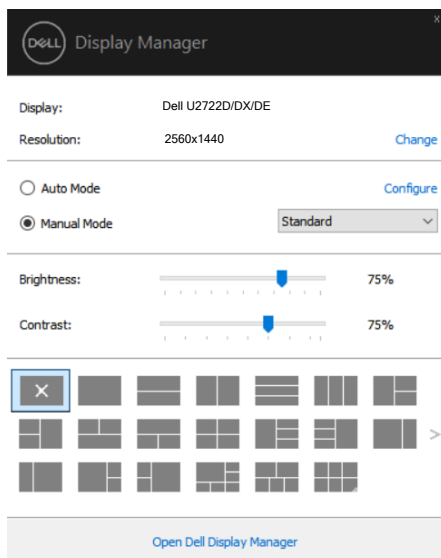 DELL Display Manager
Display: Dell U2722D/DX/DE
Resolution: 2560x1440 Change
Auto Mode Configure
Manual Mode Standard
Brightness: 75%
Contrast: 75%
Open Dell Display Manager